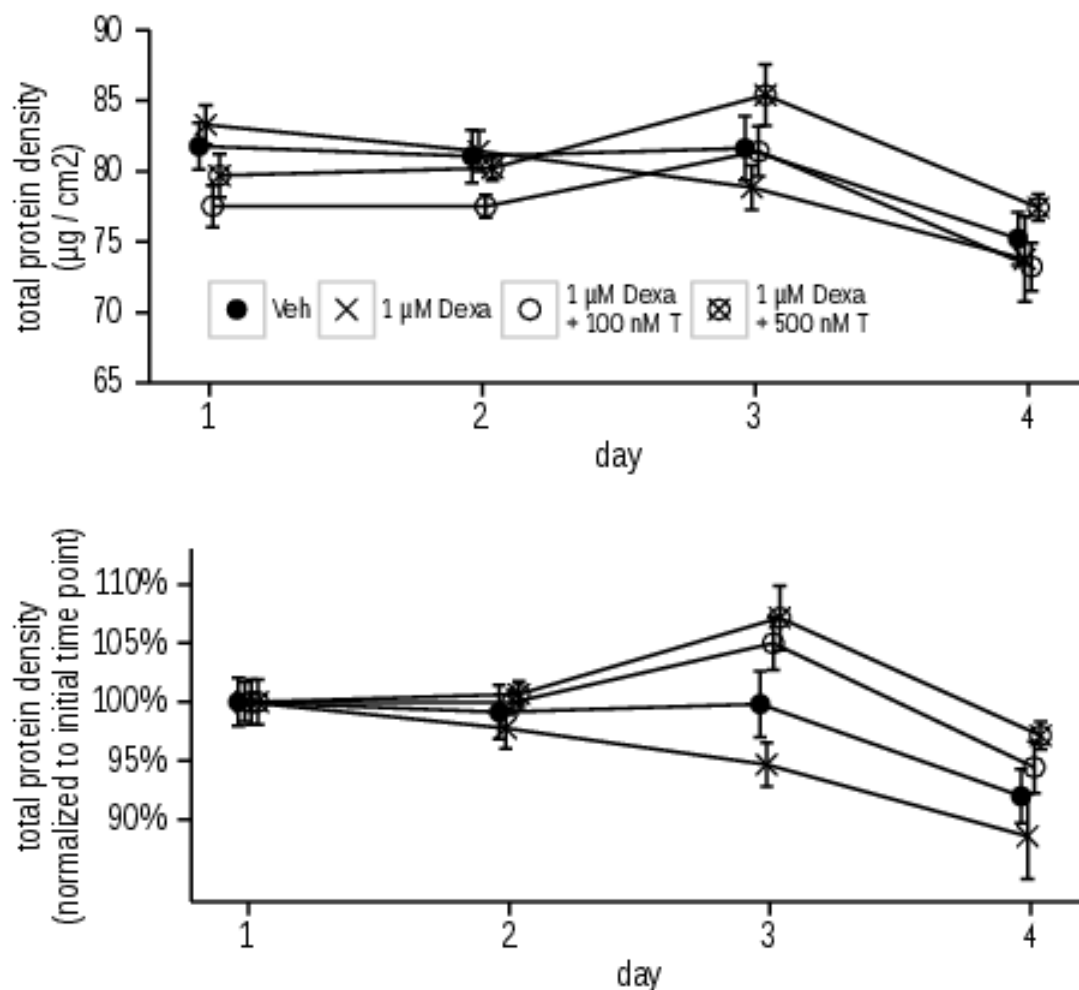 total protein density
(µg / cm2)
90
85
80
75
70
65
Veh
1 µM Dexa
1 µM Dexa
+ 100 nM T
1 µM Dexa
+ 500 nM T
1 2 3 4
day
total protein density
(normalized to initial time point)
110%
105%
100%
95%
90%
1 2 3 4
day